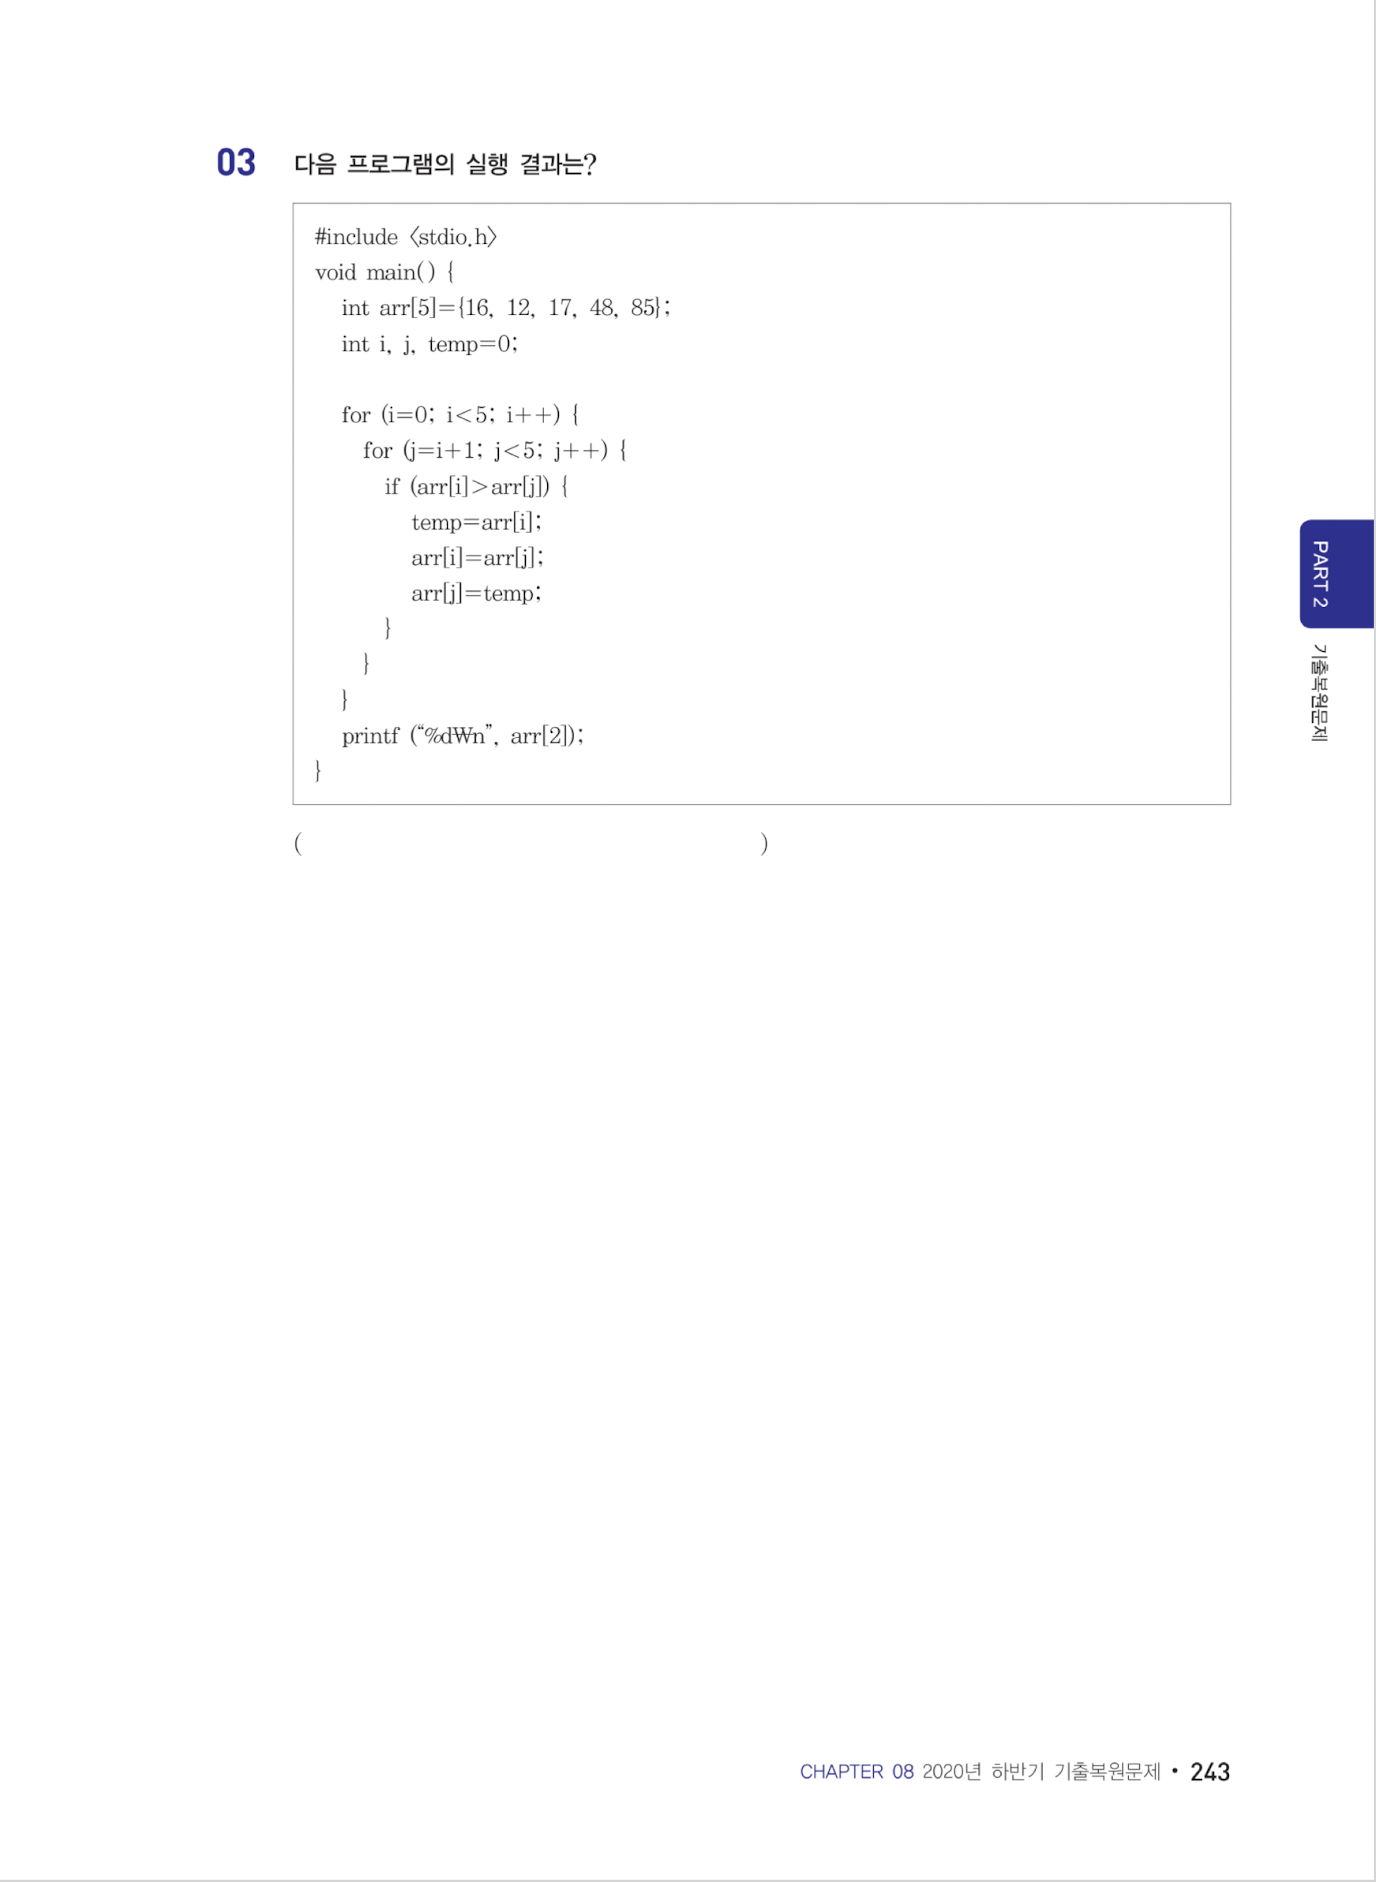 03 다음 프로그램의 실행 결과는?
#include 〈stdio.h〉
void main( ) {
int arr[5]={16, 12, 17, 48, 85};
int i, j, temp=0;
for (i=0; i<5; i++) {
for (j=i+1; j<5; j++) {
if (arr[i]>arr[j]) {
temp=arr[i];
arr[i]=arr[j];
arr[j]=temp;
}
}
}
printf (“%d₩n”, arr[2]);
}
( )
PART 2
기출복원문제
CHAPTER 08 2020년 하반기 기출복원문제 • 243